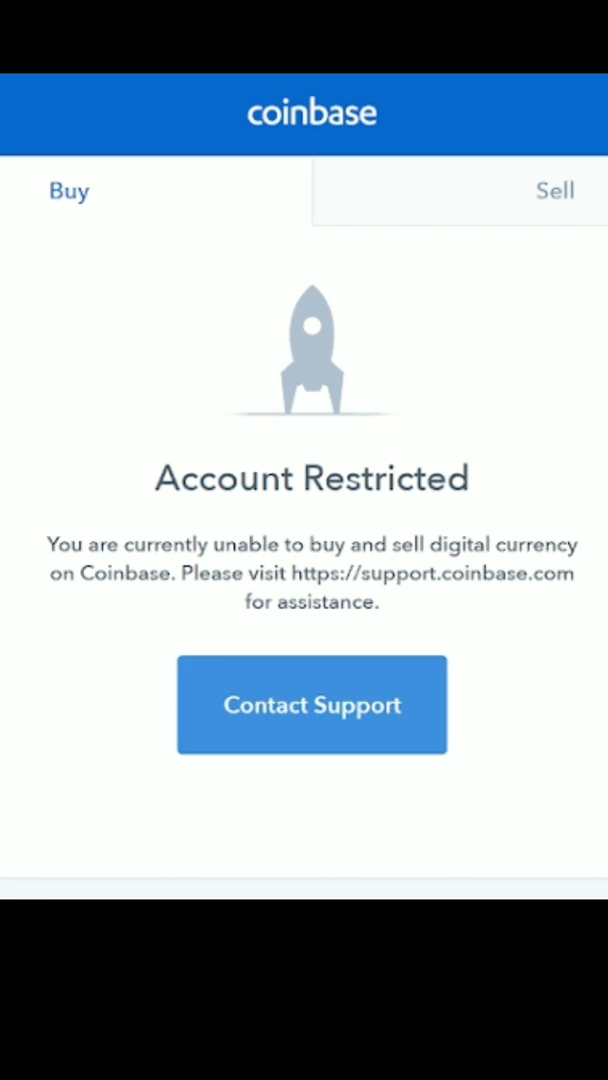 coinbase
Buy
Sell
Account Restricted
You are currently unable to buy and sell digital currency
on Coinbase. Please visit https://support.coinbase.com
for assistance.
Contact Support